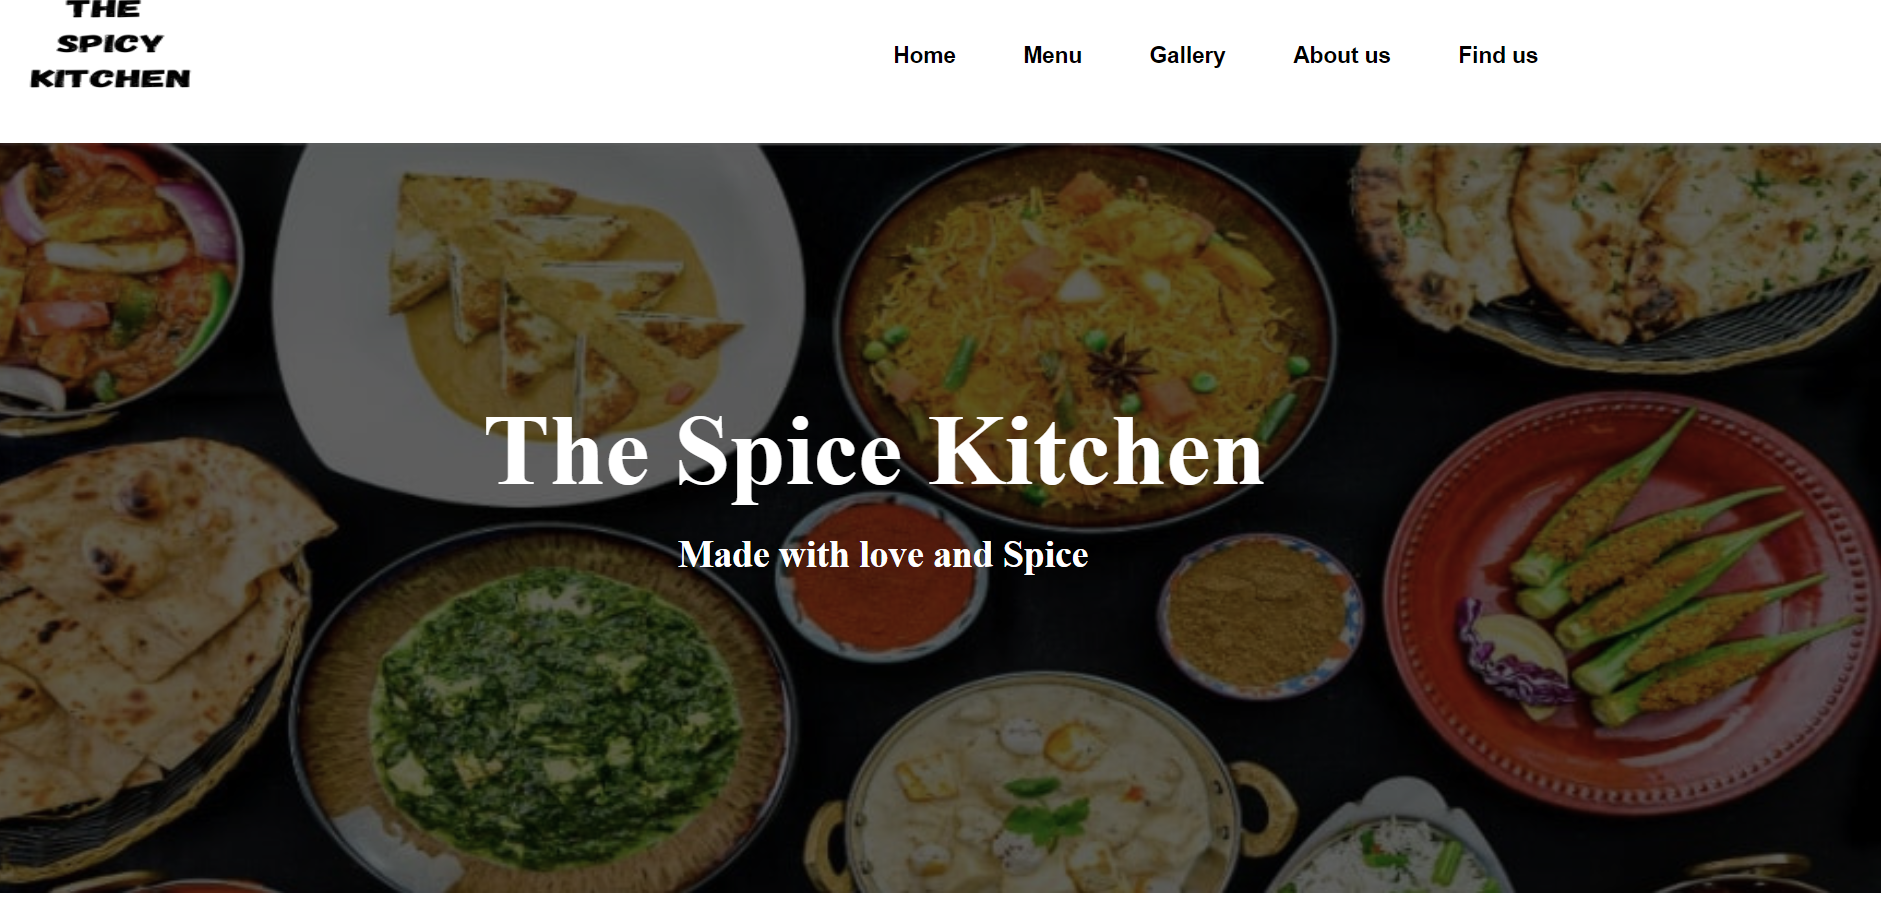 THE
SPICY
KITCHEN
Home Menu Gallery About us Find us
The Spice Kitchen
Made with love and Spice